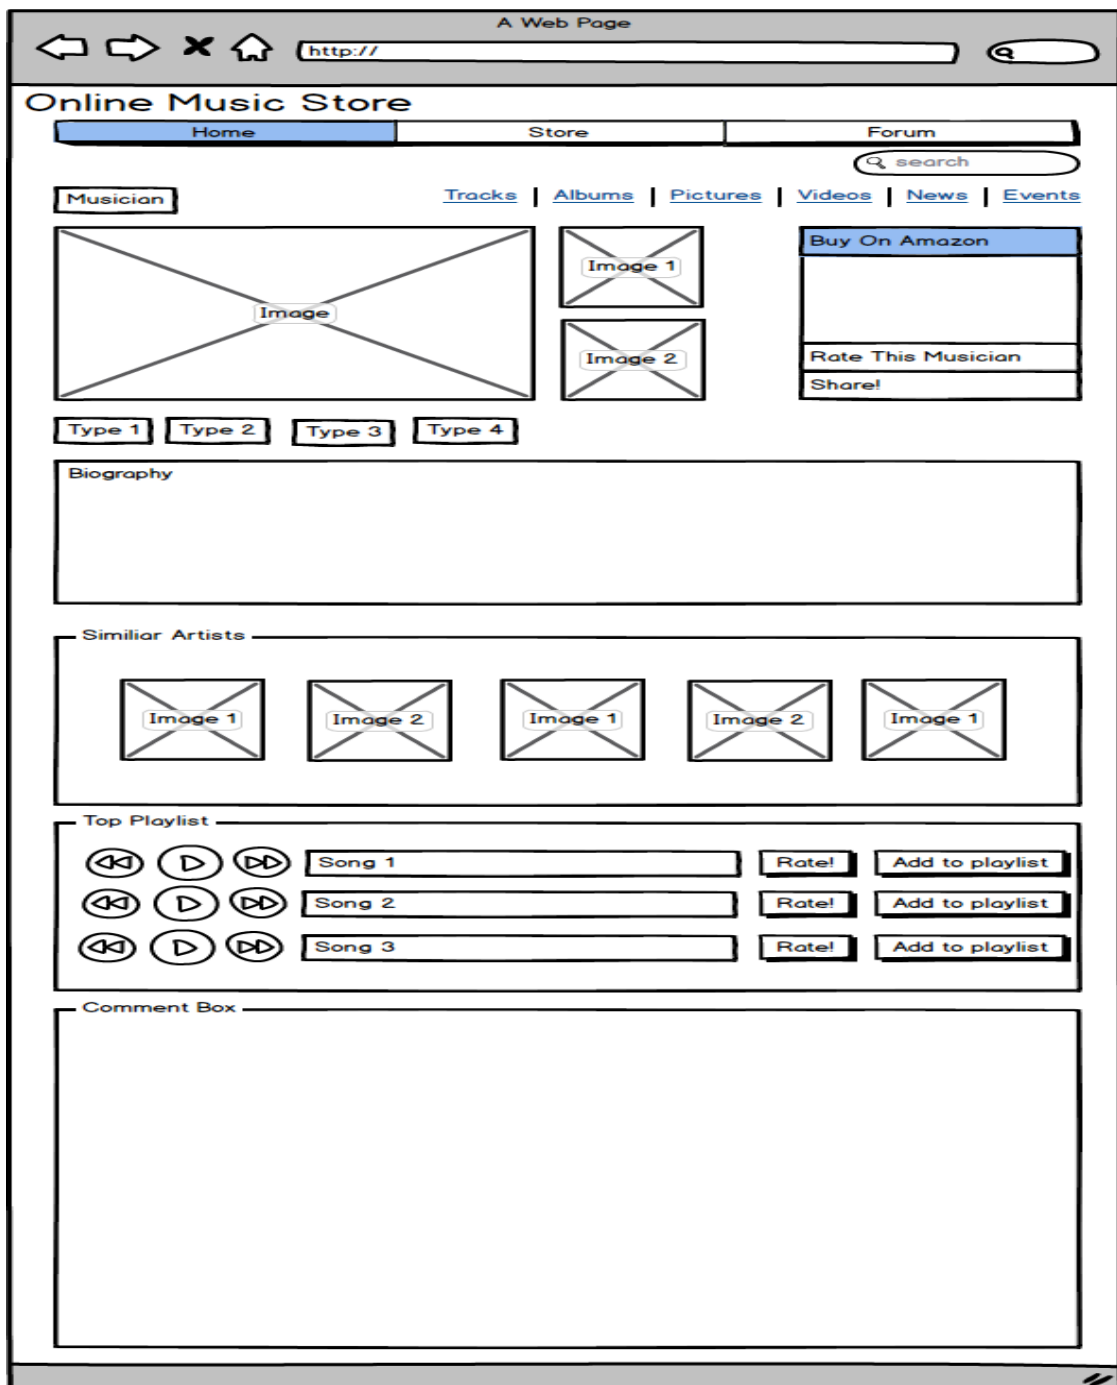 A Web Page
http://
Online Music Store
Home Store Forum
search
Musician Tracks Albums Pictures Videos News Events
Image
Image 1
Image 2
Buy On Amazon
Rate This Musician
Share!
Type 1 Type 2 Type 3 Type 4
Biography
Similiar Artists
Image 1 Image 2 Image 1 Image 2 Image 1
Top Playlist
Song 1 Rate! Add to playlist
Song 2 Rate! Add to playlist
Song 3 Rate! Add to playlist
Comment Box